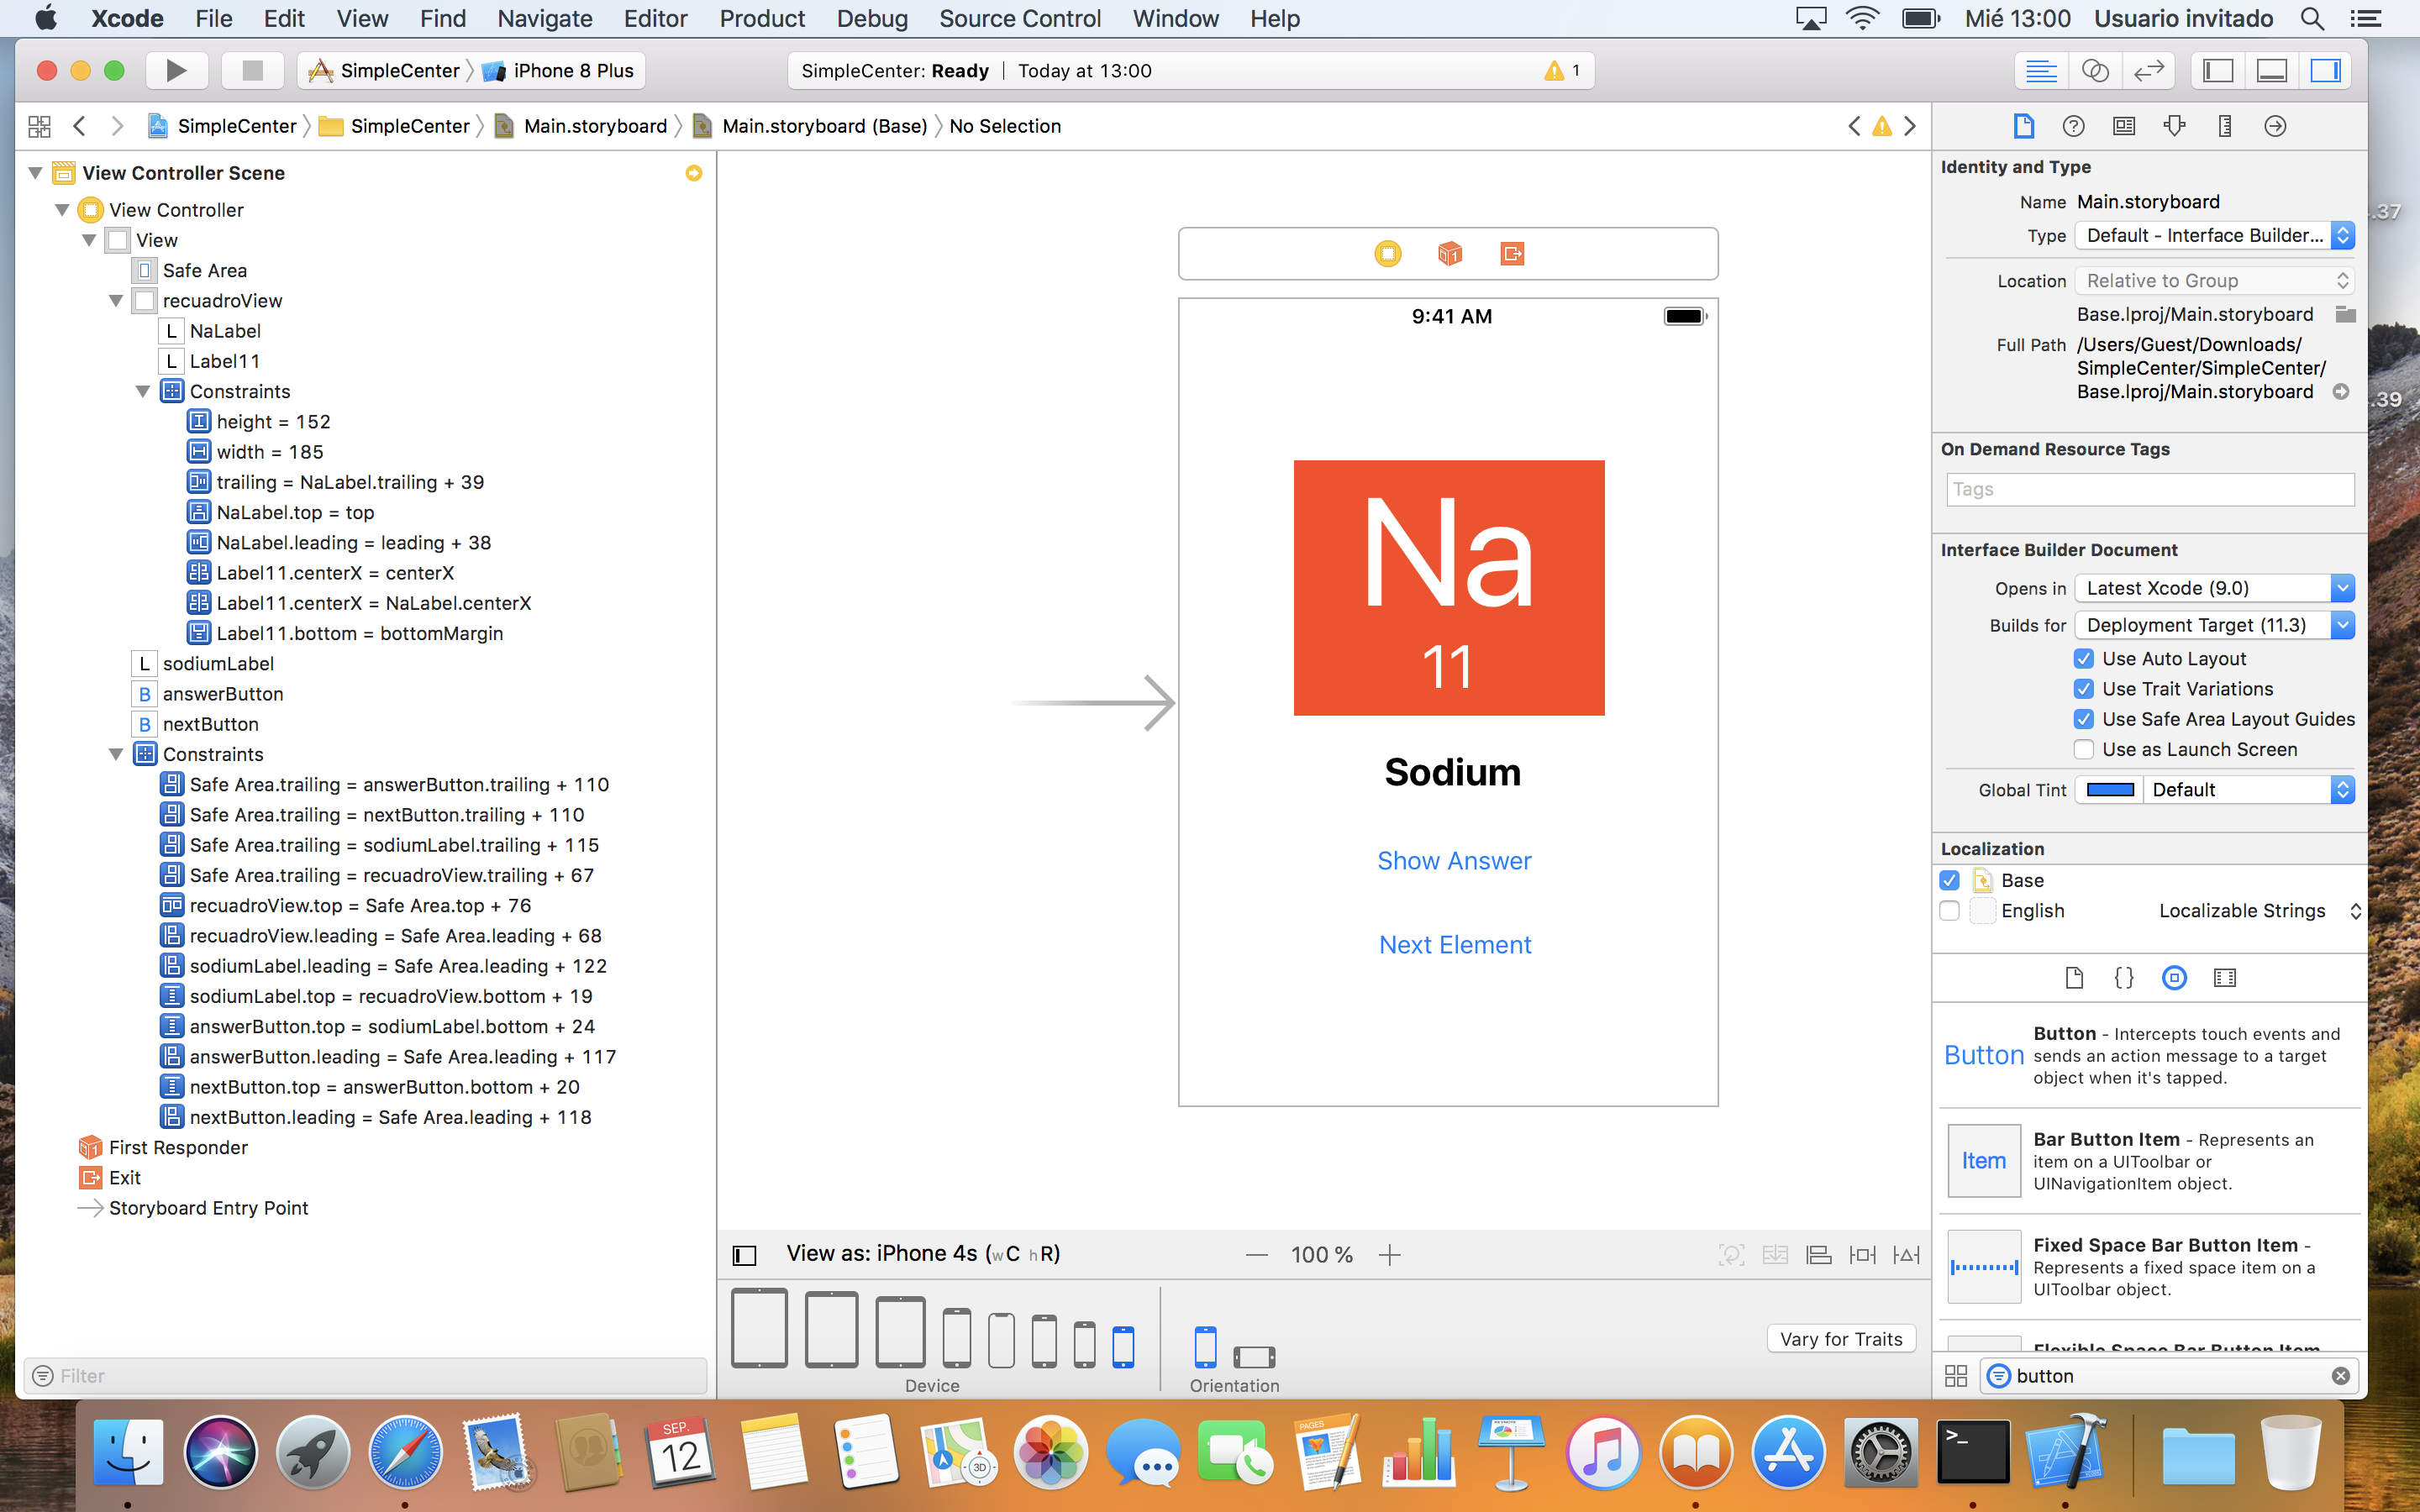 Xcode File Edit View Find Navigate Editor Product Debug Source Control Window Help Mié 13:00 Usuario invitado
SimpleCenter iPhone 8 Plus SimpleCenter: Ready Today at 13:00 1
SimpleCenter SimpleCenter Main.storyboard Main.storyboard (Base) No Selection
View Controller Scene
View Controller
View
Safe Area
recuadroView
L NaLabel
L Label11
Constraints
height = 152
width = 185
trailing = NaLabel.trailing + 39
NaLabel.top = top
NaLabel.leading = leading + 38
Label11.centerX = centerX
Label11.centerX = NaLabel.centerX
Label11.bottom = bottomMargin
L sodiumLabel
B answerButton
B nextButton
Constraints
Safe Area.trailing = answerButton.trailing + 110
Safe Area.trailing = nextButton.trailing + 110
Safe Area.trailing = sodiumLabel.trailing + 115
Safe Area.trailing = recuadroView.trailing + 67
recuadroView.top = Safe Area.top + 76
recuadroView.leading = Safe Area.leading + 68
sodiumLabel.leading = Safe Area.leading + 122
sodiumLabel.top = recuadroView.bottom + 19
answerButton.top = sodiumLabel.bottom + 24
answerButton.leading = Safe Area.leading + 117
nextButton.top = answerButton.bottom + 20
nextButton.leading = Safe Area.leading + 118
First Responder
Exit
Storyboard Entry Point
Filter
9:41 AM
Na
11
Sodium
Show Answer
Next Element
View as: iPhone 4s (wC hR) 100 %
Device
Orientation
Vary for Traits
Identity and Type
Name Main.storyboard
Type Default - Interface Builder...
Location Relative to Group
Base.lproj/Main.storyboard
Full Path /Users/Guest/Downloads/
SimpleCenter/SimpleCenter/
Base.lproj/Main.storyboard
On Demand Resource Tags
Tags
Interface Builder Document
Opens in Latest Xcode (9.0)
Builds for Deployment Target (11.3)
Use Auto Layout
Use Trait Variations
Use Safe Area Layout Guides
Use as Launch Screen
Global Tint Default
Localization
Base
English Localizable Strings
Button
Button - Intercepts touch events and
sends an action message to a target
object when it's tapped.
Item
Bar Button Item - Represents an
item on a UIToolbar or
UINavigationItem object.
Fixed Space Bar Button Item -
Represents a fixed space item on a
UIToolbar object.
Flexible Space Bar Button Item
button
.37
.39
SEP.
12
3D
PAGES
KEYNOTE
>_